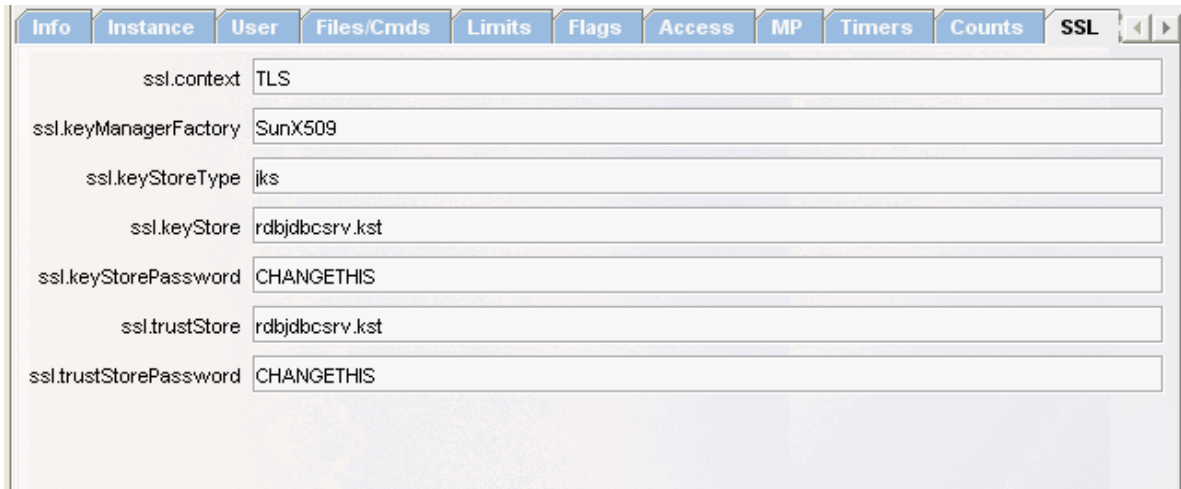 Info Instance User Files/Cmds Limits Flags Access MP Timers Counts SSL
ssl.context TLS
ssl.keyManagerFactory SunX509
ssl.keyStoreType jks
ssl.keyStore rdbjdbcsrv.kst
ssl.keyStorePassword CHANGETHIS
ssl.trustStore rdbjdbcsrv.kst
ssl.trustStorePassword CHANGETHIS